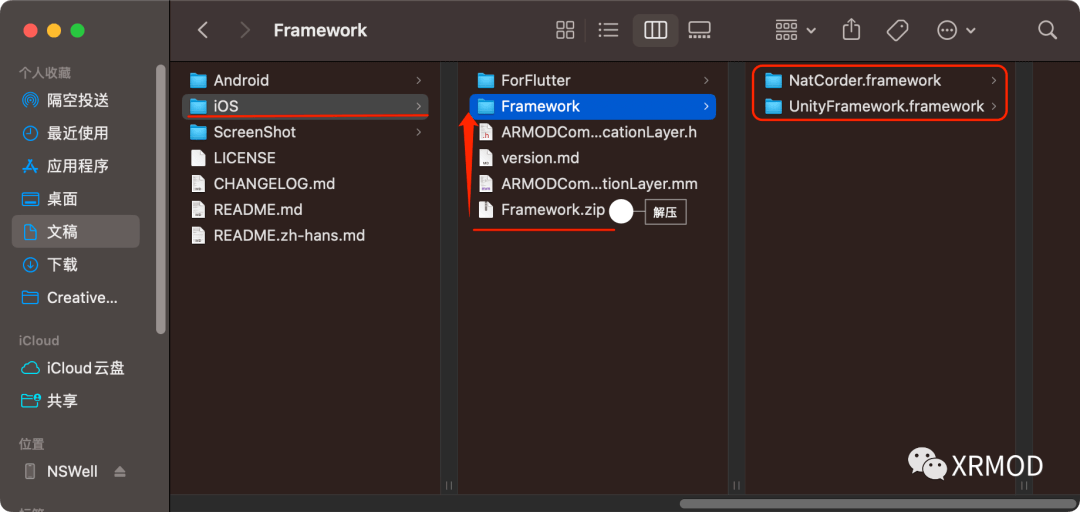 Framework
个人收藏
隔空投送
最近使用
应用程序
桌面
文稿
下载
Creative...
iCloud
iCloud云盘
共享
位置
NSWell
Android
iOS
ScreenShot
LICENSE
CHANGELOG.md
README.md
README.zh-hans.md
ForFlutter
Framework
ARMODCom...cationLayer.h
version.md
ARMODCom...tionLayer.mm
Framework.zip
解压
NatCorder.framework
UnityFramework.framework
XRMOD